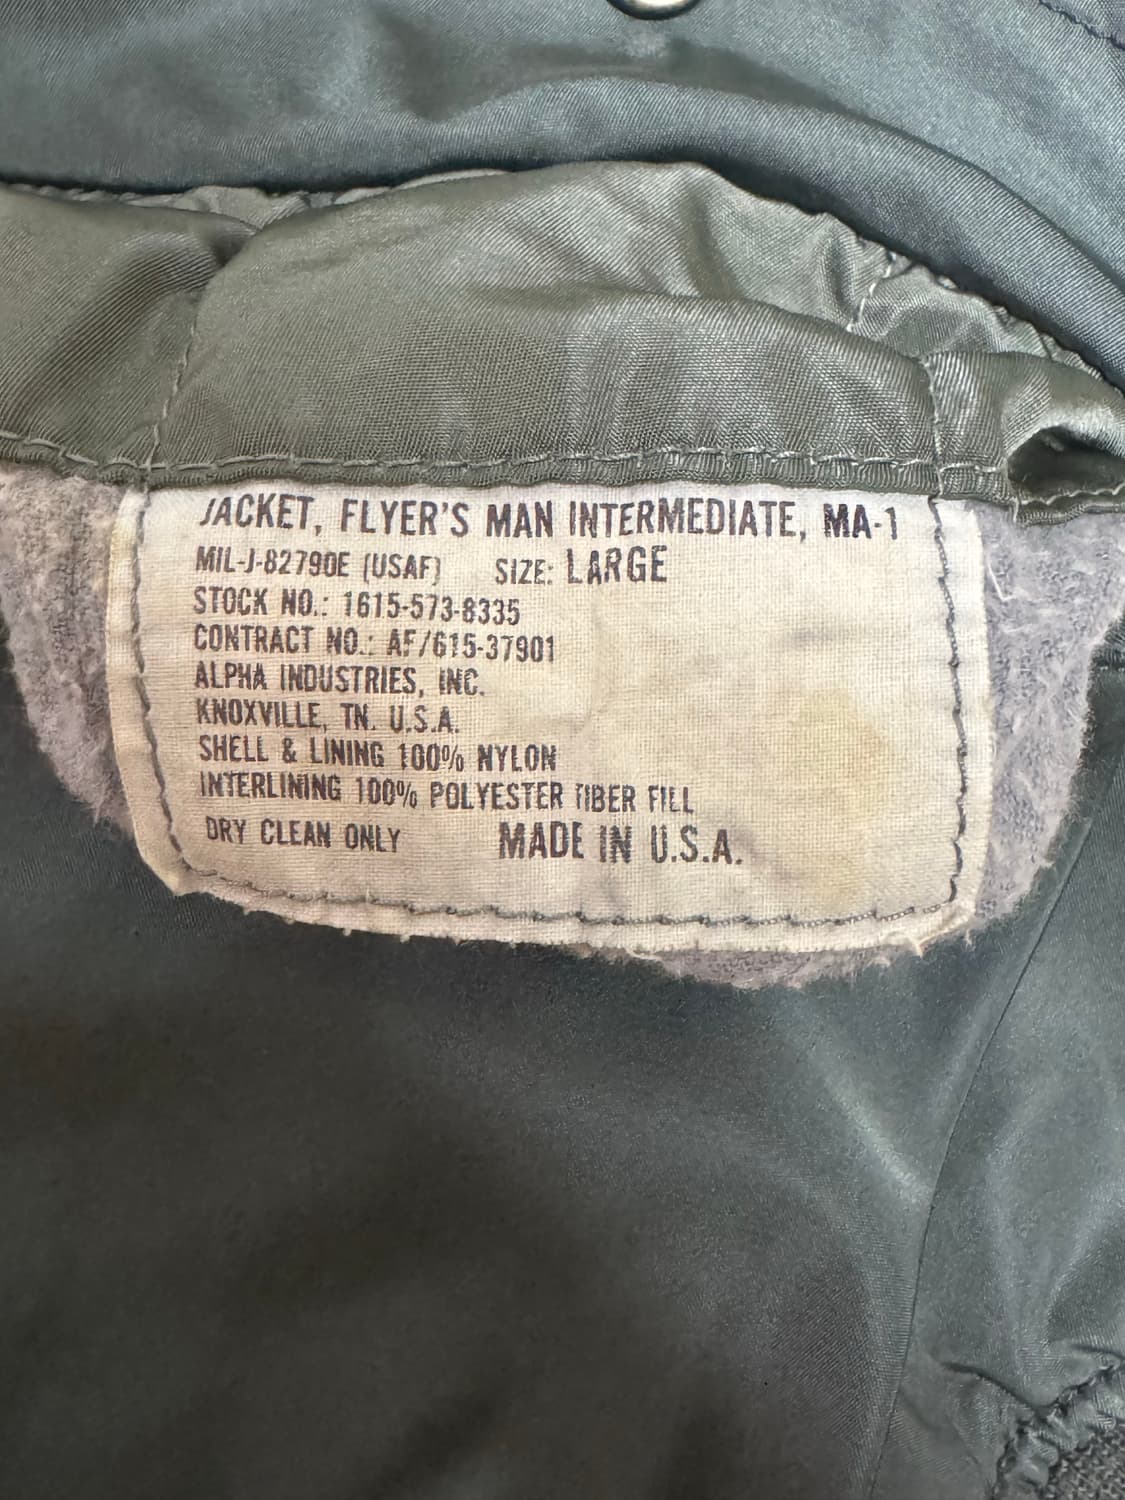 JACKET, FLYER'S MAN INTERMEDIATE, MA-1
MIL-J-82790E (USAF) SIZE: LARGE
STOCK NO.: 1615-573-8335
CONTRACT NO.: AF/615-37901
ALPHA INDUSTRIES, INC.
KNOXVILLE, TN. U.S.A.
SHELL & LINING 100% NYLON
INTERLINING 100% POLYESTER FIBER FILL
DRY CLEAN ONLY MADE IN U.S.A.